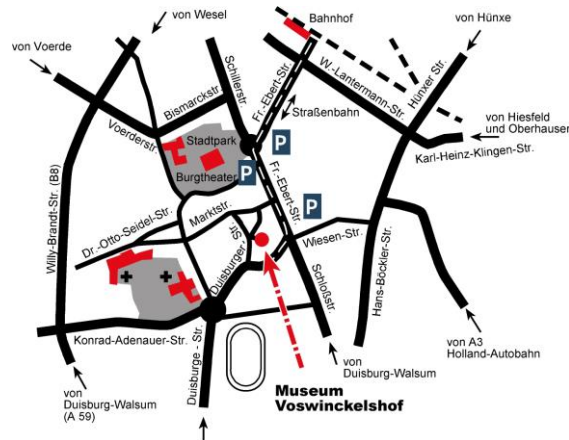 von Wesel
Bahnhof
von Hünxe
von Voerde
Schillerstr.
Fr.-Ebert-Str.
W.-Lantermann-Str.
Hünxer Str.
Bismarckstr.
Straßenbahn
von Hiesfeld
und Oberhausen
Voerderstr.
Stadtpark
P
Karl-Heinz-Klingen-Str.
Burgtheater
P
Fr.-Ebert-Str.
P
Willy-Brandt-Str. (B8)
Marktstr.
Dr.-Otto-Seidel-Str.
Duisburger-
Str.
Wiesen-Str.
Hans-Böckler-Str.
Schloßstr.
Konrad-Adenauer-Str.
von A3
Holland-Autobahn
Duisburge - Str.
von
Duisburg-Walsum
von
Duisburg-Walsum
(A 59)
Museum
Voswinckelshof